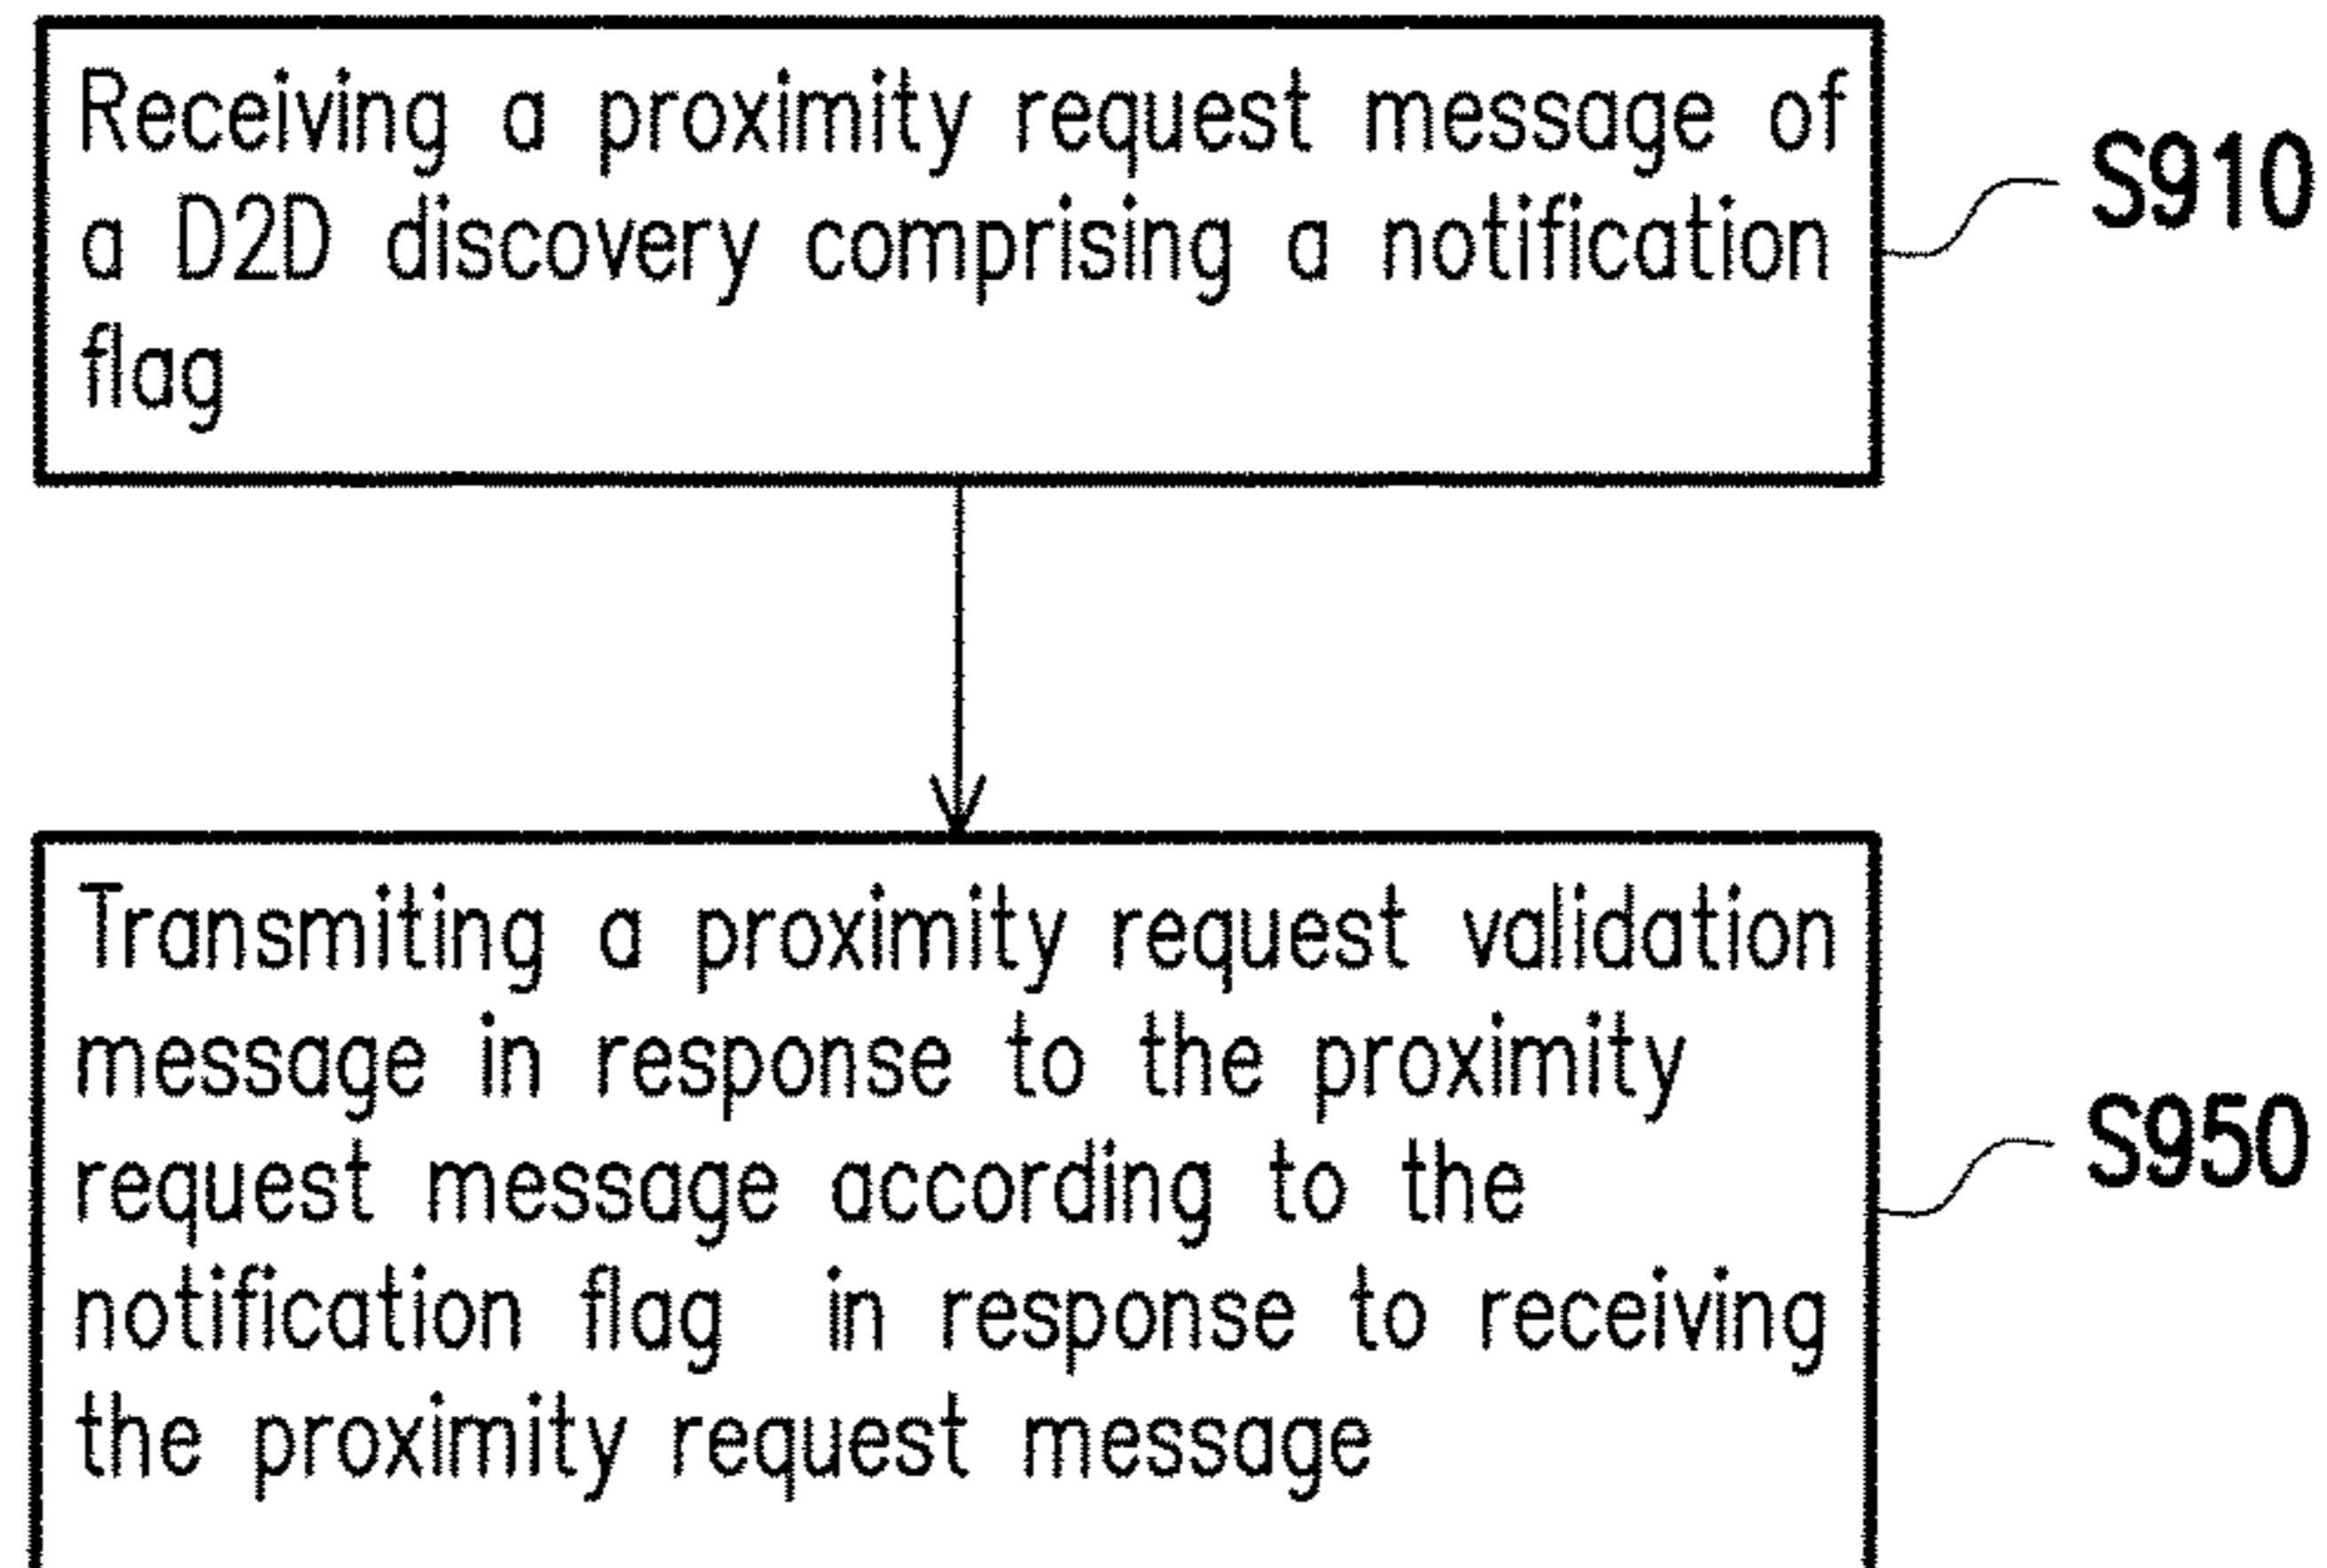 Receiving a proximity request message of
a D2D discovery comprising a notification
flag
S910
Transmiting a proximity request validation
message in response to the proximity
request message according to the
notification flag in response to receiving
the proximity request message
S950